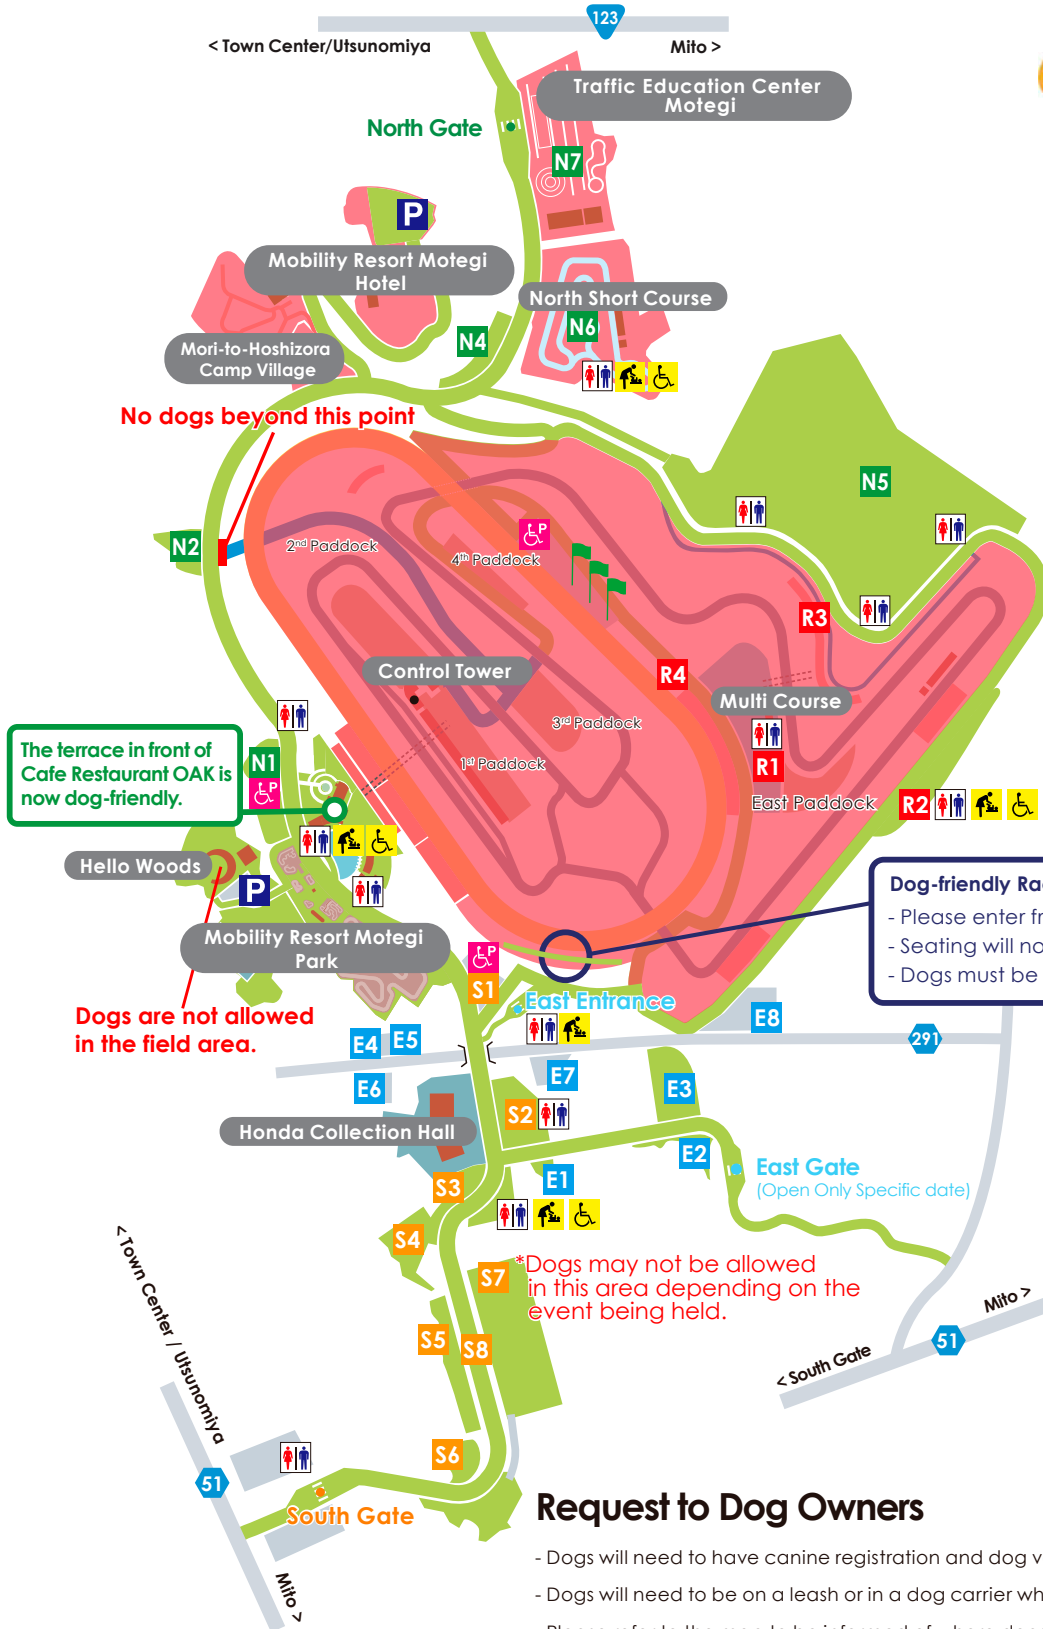 123
< Town Center/Utsunomiya
Mito >
Traffic Education Center
Motegi
North Gate
N7
P
Mobility Resort Motegi
Hotel
North Short Course
N6
N4
Mori-to-Hoshizora
Camp Village
No dogs beyond this point
N5
N2
2nd Paddock
4th Paddock
P
R3
Control Tower
R4
Multi Course
3rd Paddock
1st Paddock
R1
East Paddock
R2
The terrace in front of
Cafe Restaurant OAK is
now dog-friendly.
N1
P
Hello Woods
P
Dog-friendly Ra
- Please enter fr
- Seating will no
- Dogs must be
Mobility Resort Motegi
Park
P
S1
East Entrance
Dogs are not allowed
in the field area.
E8
E4
E5
291
E6
E7
E3
S2
Honda Collection Hall
E2
East Gate
(Open Only Specific date)
E1
S3
S4
*Dogs may not be allowed
in this area depending on the
event being held.
S7
< Town Center / Utsunomiya
S5
S8
Mito >
51
< South Gate
S6
51
South Gate
Mito >
Request to Dog Owners
- Dogs will need to have canine registration and dog v
- Dogs will need to be on a leash or in a dog carrier wh